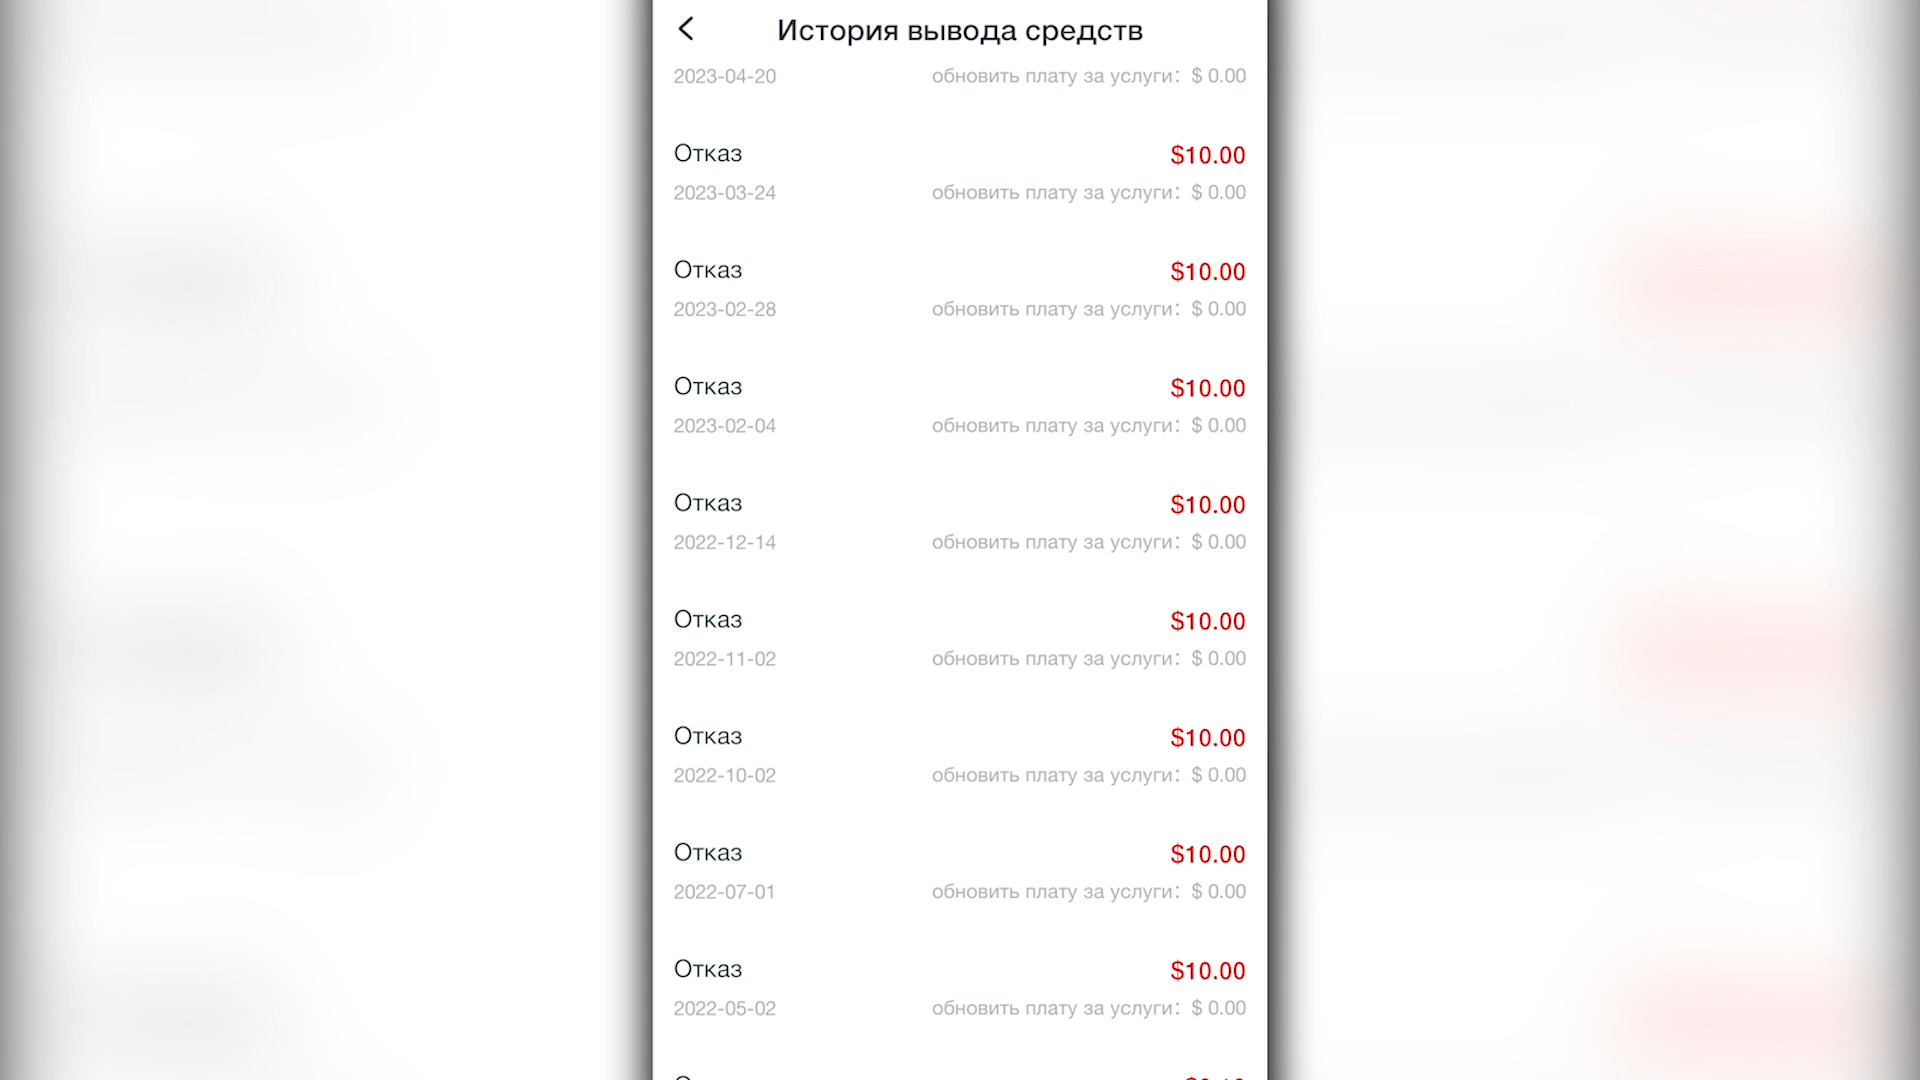 История вывода средств
2023-04-20 обновить плату за услуги: $ 0.00
Отказ $10.00
2023-03-24 обновить плату за услуги: $ 0.00
Отказ $10.00
2023-02-28 обновить плату за услуги: $ 0.00
Отказ $10.00
2023-02-04 обновить плату за услуги: $ 0.00
Отказ $10.00
2022-12-14 обновить плату за услуги: $ 0.00
Отказ $10.00
2022-11-02 обновить плату за услуги: $ 0.00
Отказ $10.00
2022-10-02 обновить плату за услуги: $ 0.00
Отказ $10.00
2022-07-01 обновить плату за услуги: $ 0.00
Отказ $10.00
2022-05-02 обновить плату за услуги: $ 0.00